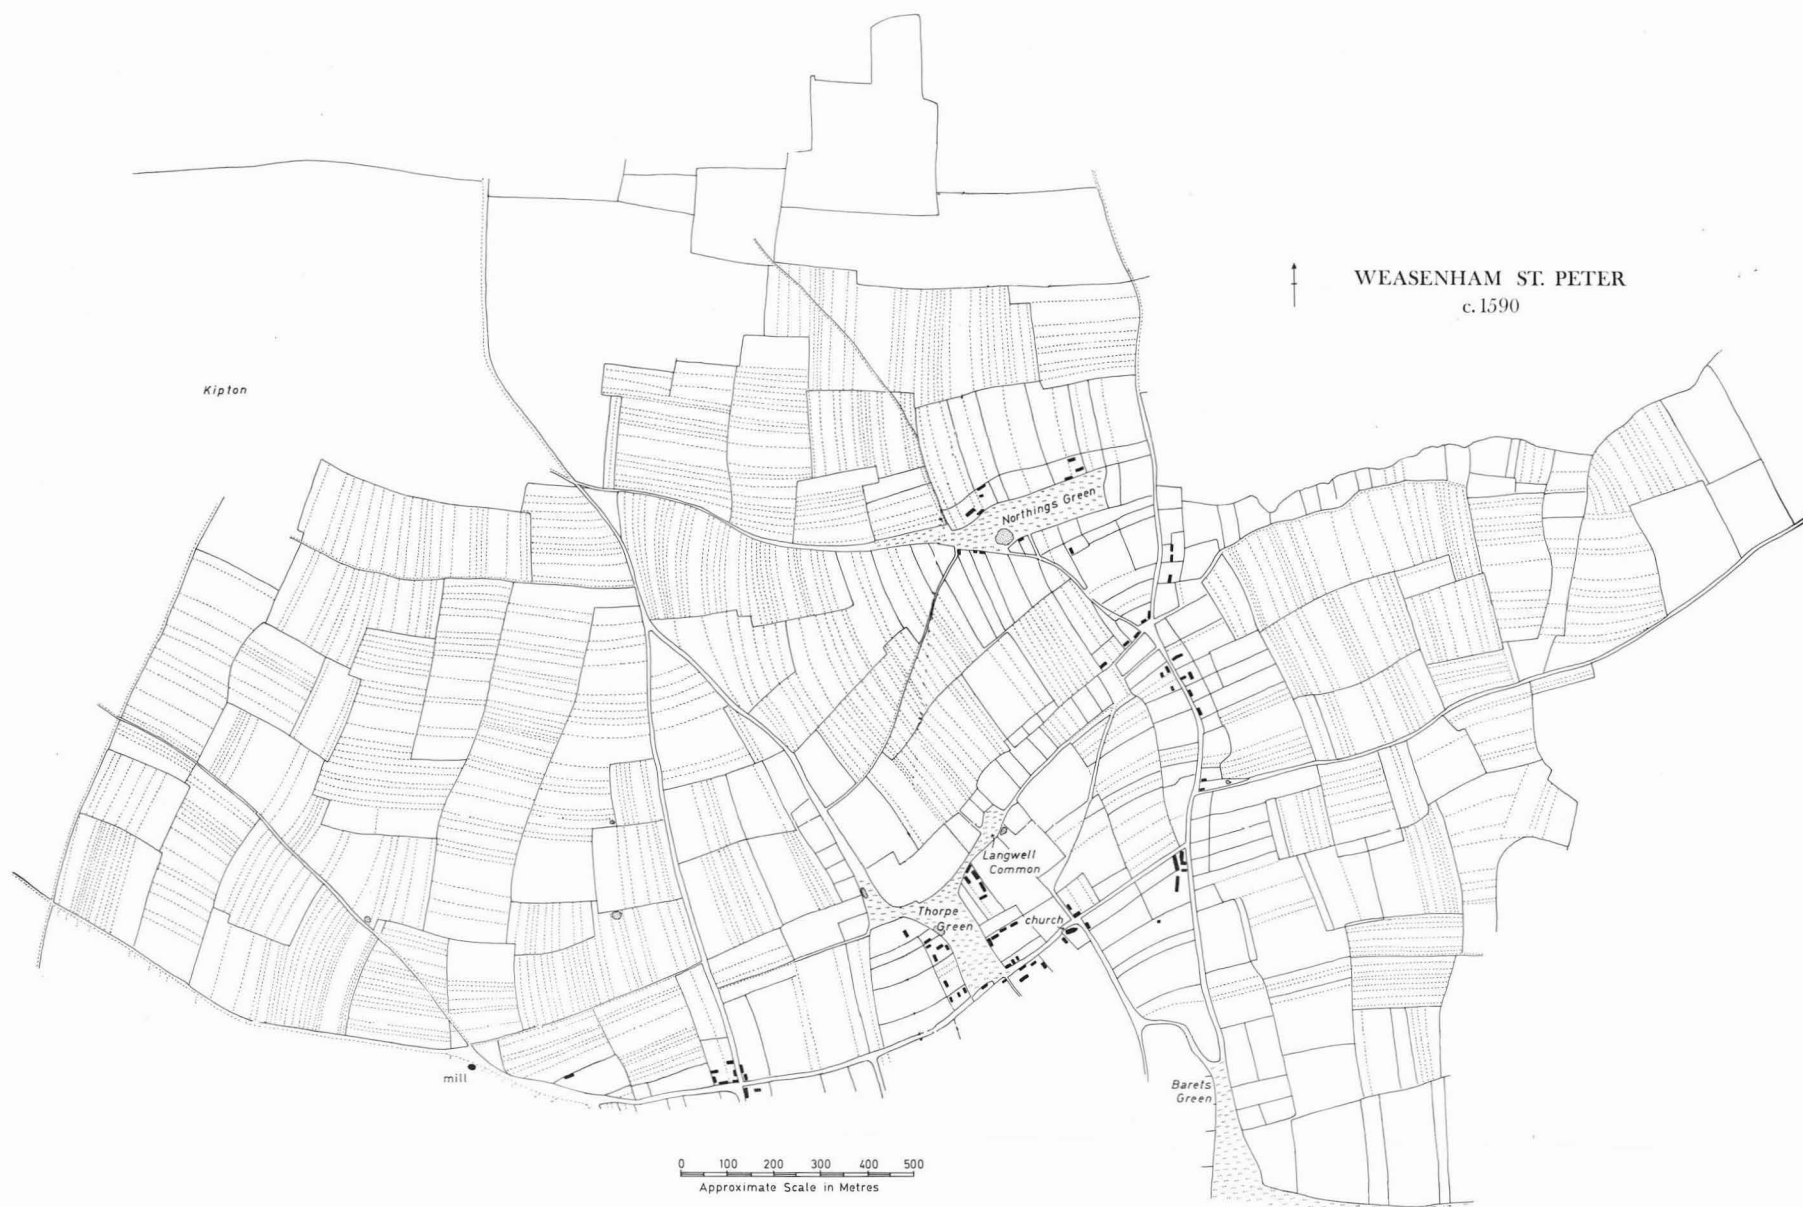 WEASENHAM ST. PETER
c. 1590
Kipton
Northings Green
Langwell
Common
Thorpe
Green
church
mill
Barets
Green
0 100 200 300 400 500
Approximate Scale in Metres